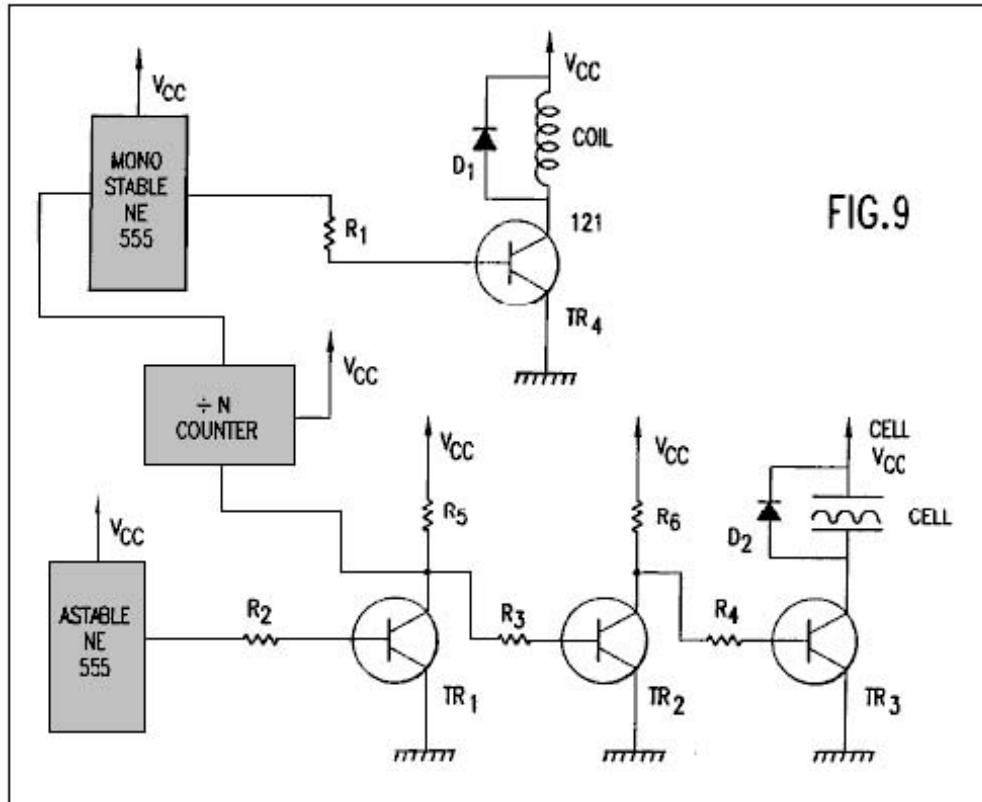 VCC
MONO
STABLE
NE
555
R1
VCC
D1
COIL
121
TR4
FIG.9
÷ N
COUNTER
VCC
VCC
ASTABLE
NE
555
R2
VCC
R5
TR1
R3
VCC
R6
TR2
R4
CELL
VCC
D2
CELL
TR3